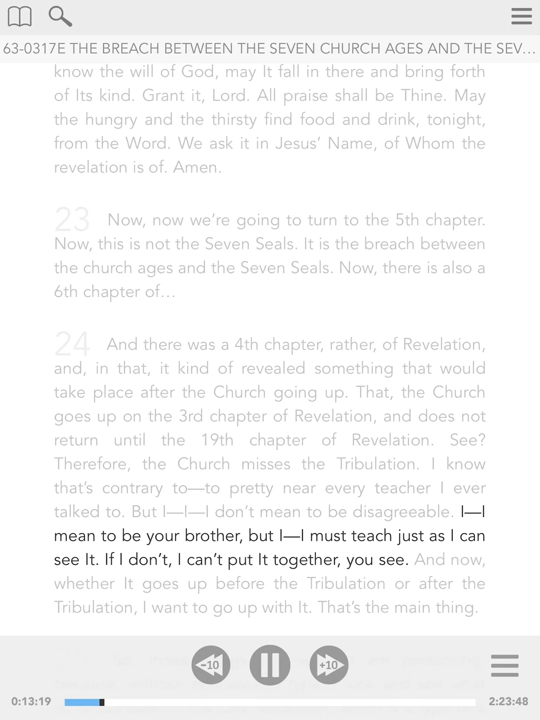 63-0317E THE BREACH BETWEEN THE SEVEN CHURCH AGES AND THE SEV...
know the will of God, may It fall in there and bring forth
of Its kind. Grant it, Lord. All praise shall be Thine. May
the hungry and the thirsty find food and drink, tonight,
from the Word. We ask it in Jesus’ Name, of Whom the
revelation is of. Amen.
23 Now, now we’re going to turn to the 5th chapter.
Now, this is not the Seven Seals. It is the breach between
the church ages and the Seven Seals. Now, there is also a
6th chapter of…
24 And there was a 4th chapter, rather, of Revelation,
and, in that, it kind of revealed something that would
take place after the Church going up. That, the Church
goes up on the 3rd chapter of Revelation, and does not
return until the 19th chapter of Revelation. See?
Therefore, the Church misses the Tribulation. I know
that’s contrary to—to pretty near every teacher I ever
talked to. But I—I—I don’t mean to be disagreeable. I—I
mean to be your brother, but I—I must teach just as I can
see It. If I don’t, I can’t put It together, you see. And now,
whether It goes up before the Tribulation or after the
Tribulation, I want to go up with It. That’s the main thing.
-10 +10
0:13:19 2:23:48